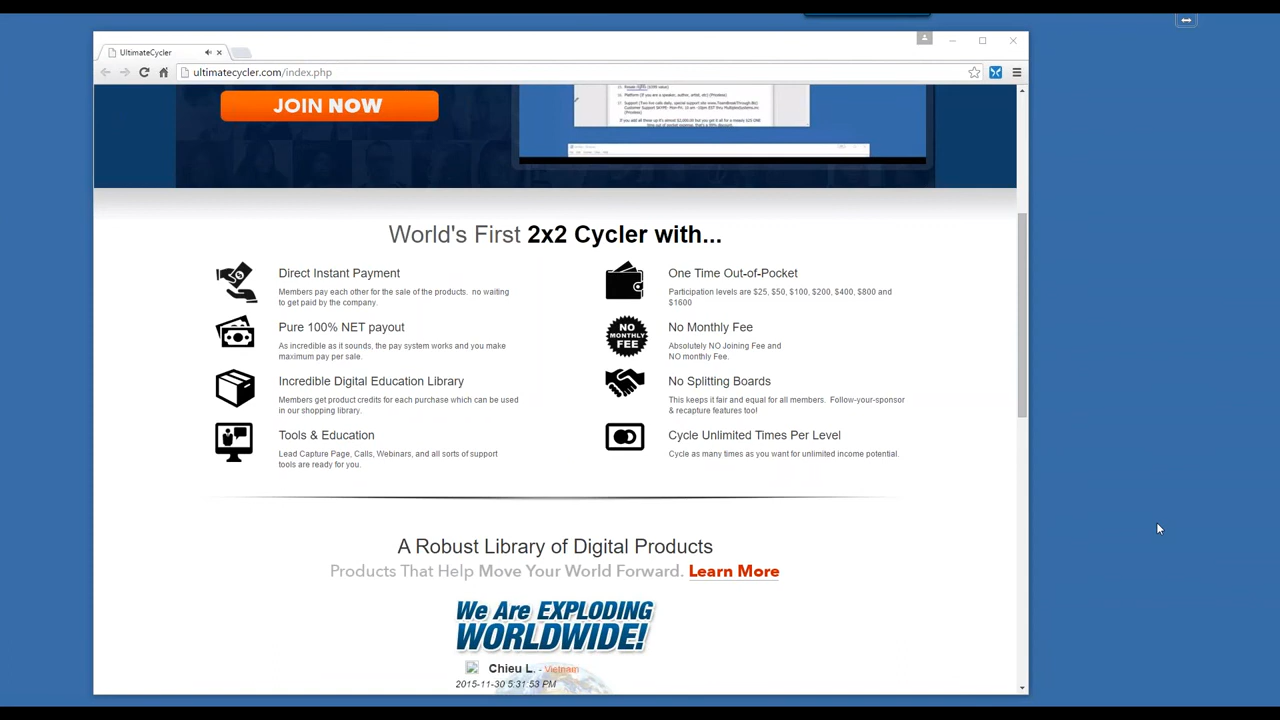 UltimateCycler
ultimatecycler.com/index.php
JOIN NOW
Platform (If you are a speaker, author, artist, etc) (Priceless)
World's First 2x2 Cycler with...
Direct Instant Payment
Members pay each other for the sale of the products. no waiting
to get paid by the company.
One Time Out-of-Pocket
Participation levels are $25, $50, $100, $200, $400, $800 and
$1600
Pure 100% NET payout
As incredible as it sounds, the pay system works and you make
maximum pay per sale.
NO
MONTHLY
FEE
No Monthly Fee
Absolutely NO Joining Fee and
NO monthly Fee.
Incredible Digital Education Library
Members get product credits for each purchase which can be used
in our shopping library.
No Splitting Boards
This keeps it fair and equal for all members. Follow-your-sponsor
& recapture features too!
Tools & Education
Lead Capture Page, Calls, Webinars, and all sorts of support
tools are ready for you.
Cycle Unlimited Times Per Level
Cycle as many times as you want for unlimited income potential.
A Robust Library of Digital Products
Products That Help Move Your World Forward. Learn More
We Are EXPLODING
WORLDWIDE!
Chieu L. - Vietnam
2015-11-30 5:31:53 PM